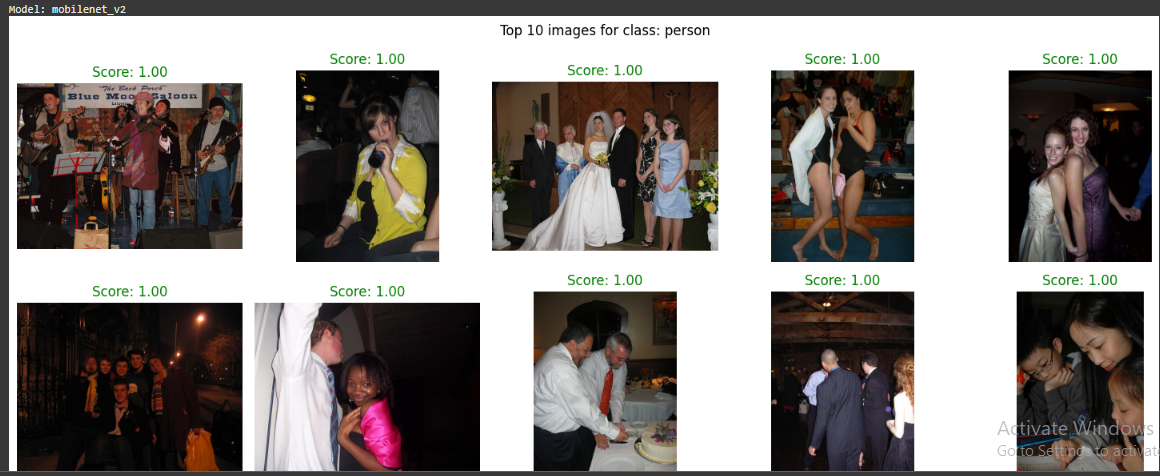 Model: mobilenet_v2
Top 10 images for class: person
Score: 1.00
Score: 1.00
Score: 1.00
Score: 1.00
Score: 1.00
"The Back Porch"
Blue Moon Saloon
Score: 1.00
Score: 1.00
Score: 1.00
Score: 1.00
Score: 1.00
Activate Windows
Go to Settings to activate